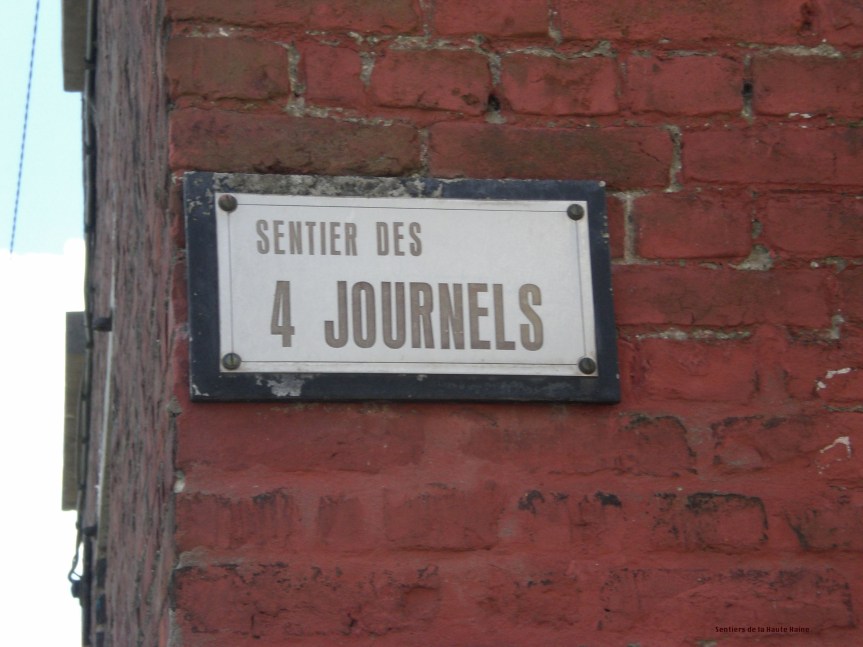 SENTIER DES
4 JOURNELS
Sentiers de la Haute Haine